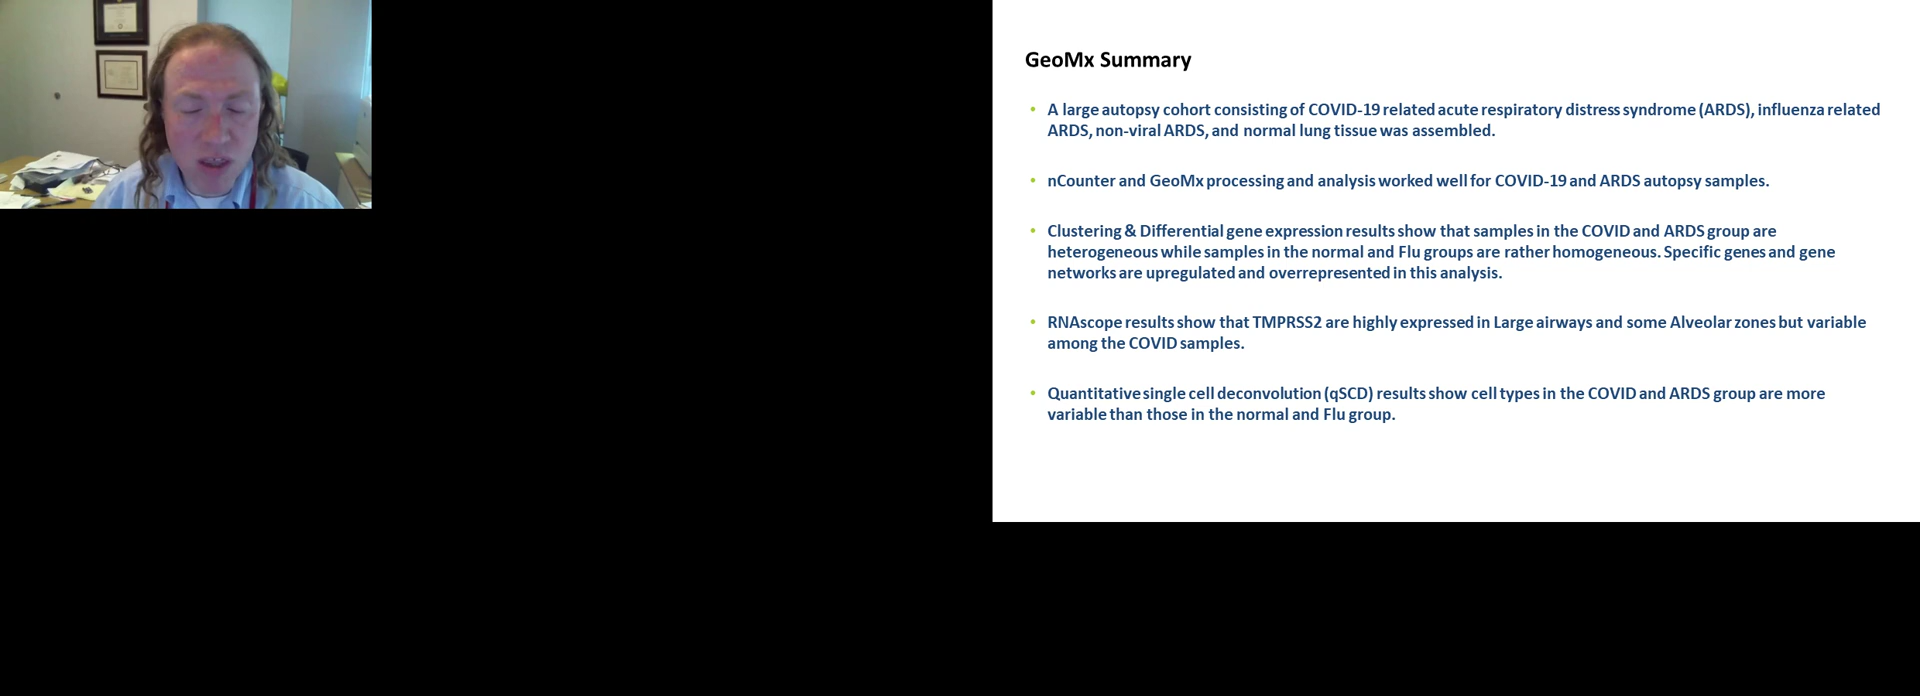 GeoMx Summary
• A large autopsy cohort consisting of COVID-19 related acute respiratory distress syndrome (ARDS), influenza related
ARDS, non-viral ARDS, and normal lung tissue was assembled.
• nCounter and GeoMx processing and analysis worked well for COVID-19 and ARDS autopsy samples.
• Clustering & Differential gene expression results show that samples in the COVID and ARDS group are
heterogeneous while samples in the normal and Flu groups are rather homogeneous. Specific genes and gene
networks are upregulated and overrepresented in this analysis.
• RNAscope results show that TMPRSS2 are highly expressed in Large airways and some Alveolar zones but variable
among the COVID samples.
• Quantitative single cell deconvolution (qSCD) results show cell types in the COVID and ARDS group are more
variable than those in the normal and Flu group.